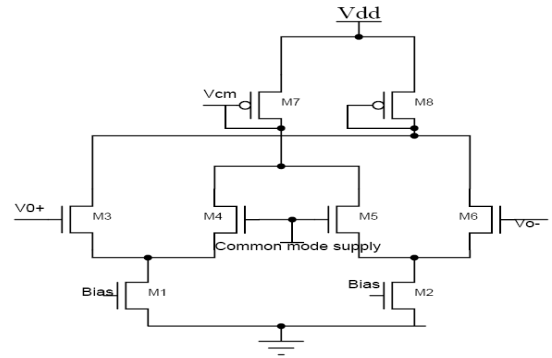 Vdd
Vcm
M7
M8
V0+
M3
M4
M5
M6
Vo-
Common mode supply
Bias
M1
Bias
M2